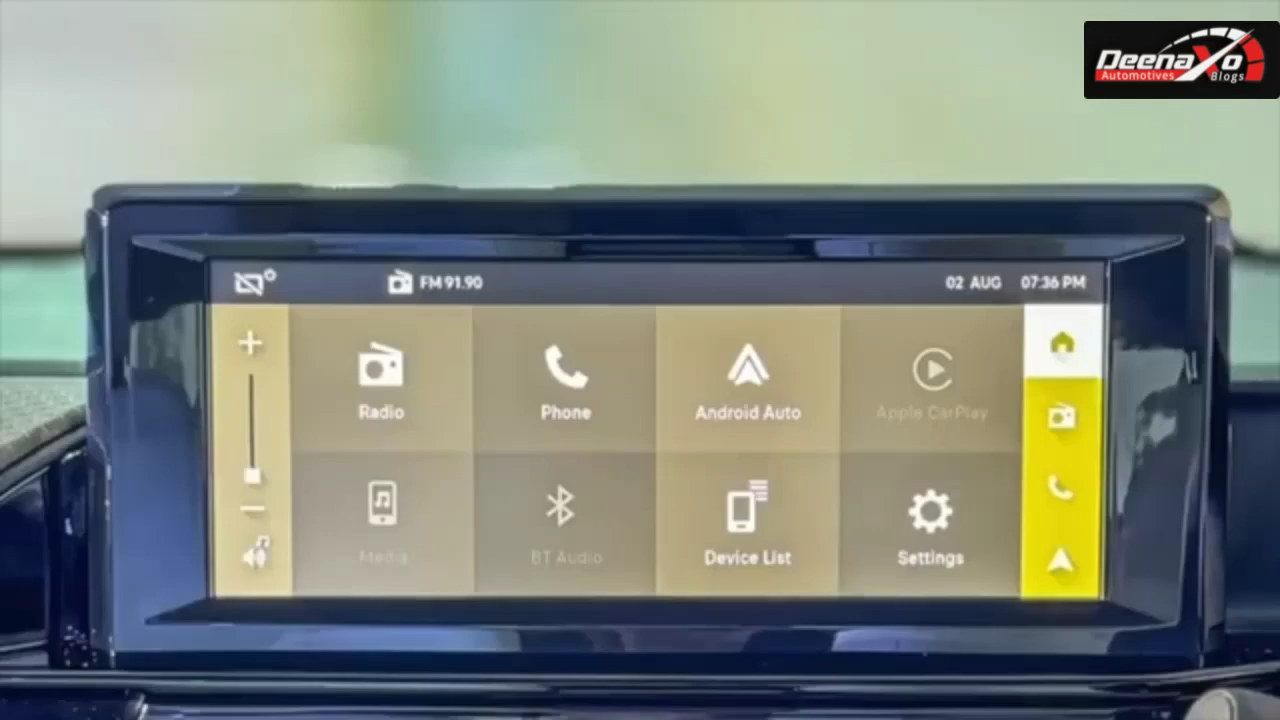 DeenaXo
Automotives Blogs
FM 91.90
02 AUG 07:36 PM
Radio
Phone
Android Auto
Apple CarPlay
Media
BT Audio
Device List
Settings